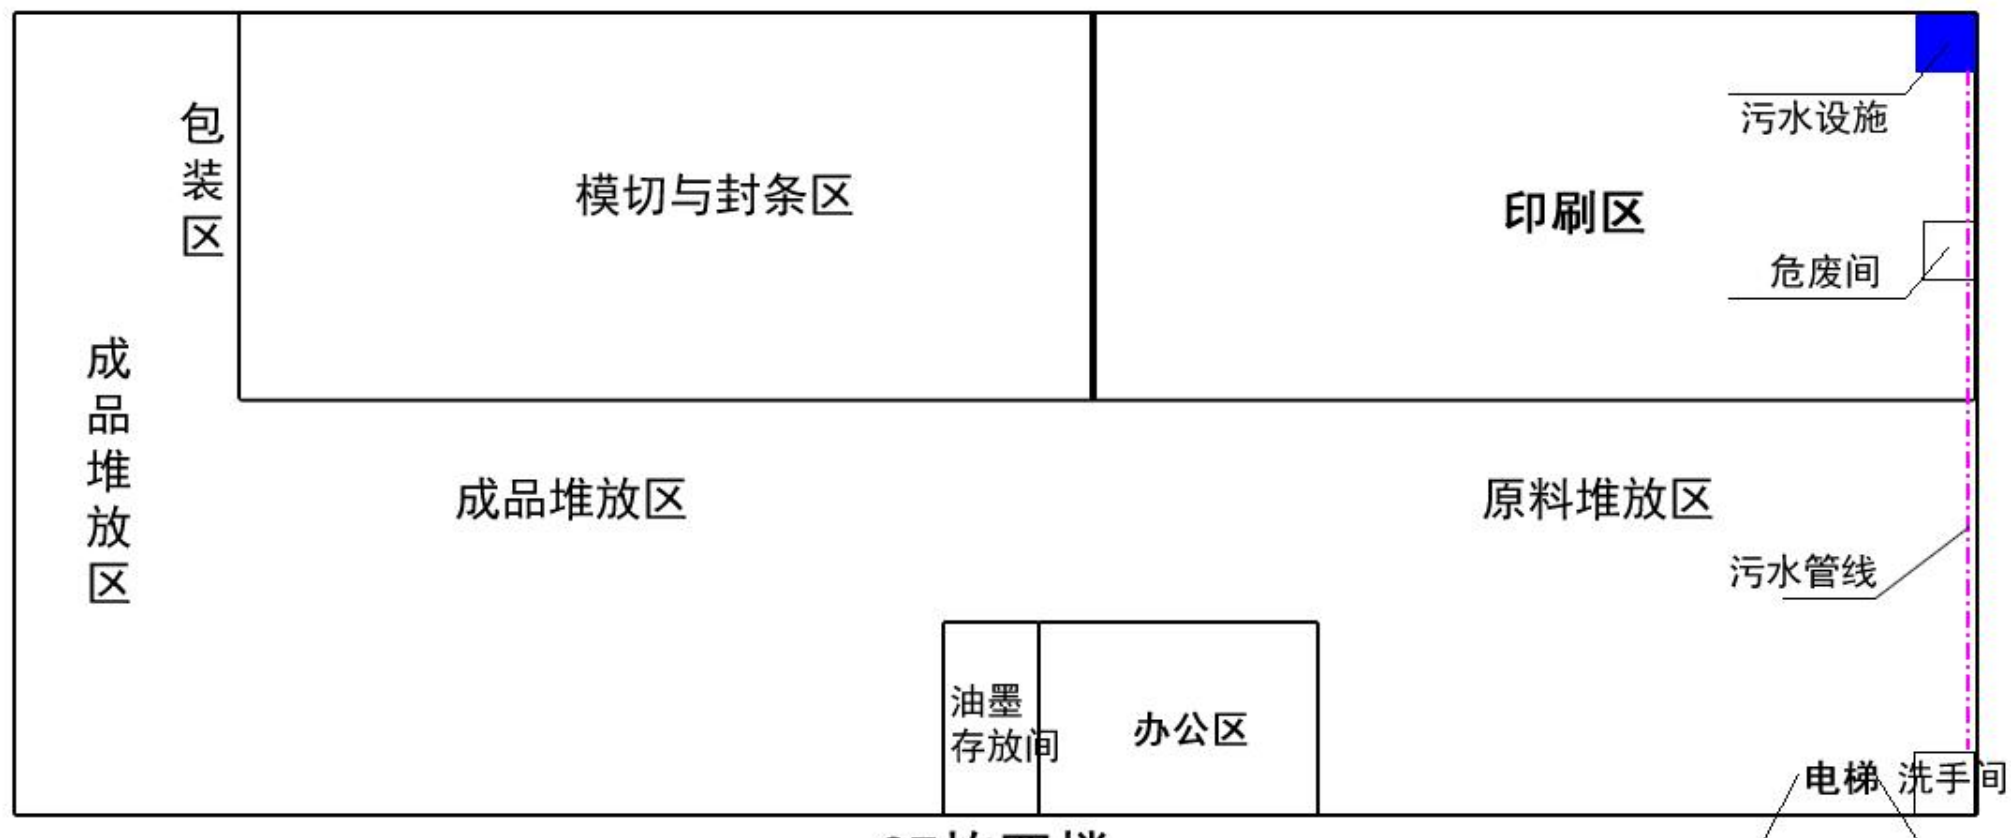 包装区
模切与封条区
印刷区
污水设施
危废间
成品堆放区
成品堆放区
原料堆放区
污水管线
油墨
存放间
办公区
电梯
洗手间